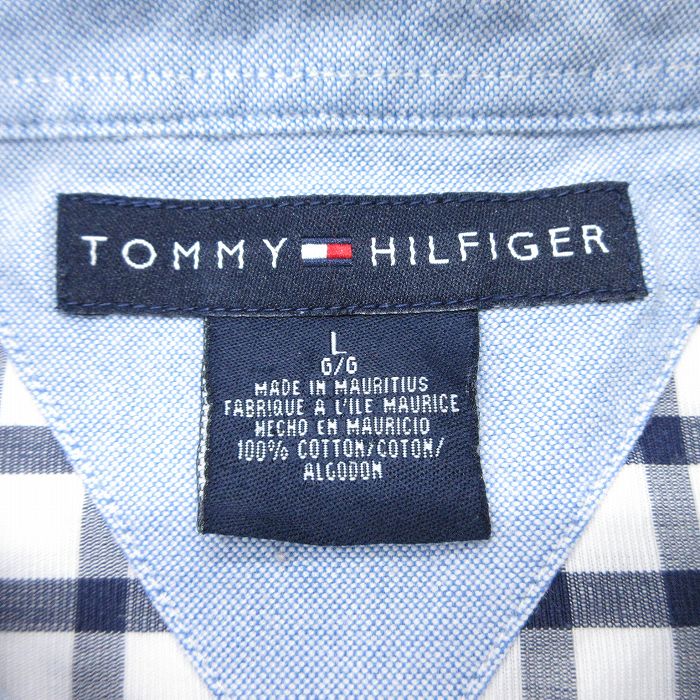 TOMMY HILFIGER
L
G/G
MADE IN MAURITIUS
FABRIQUE A L'ILE MAURICE
HECHO EN MAURICIO
100% COTTON/COTON/
ALGODON